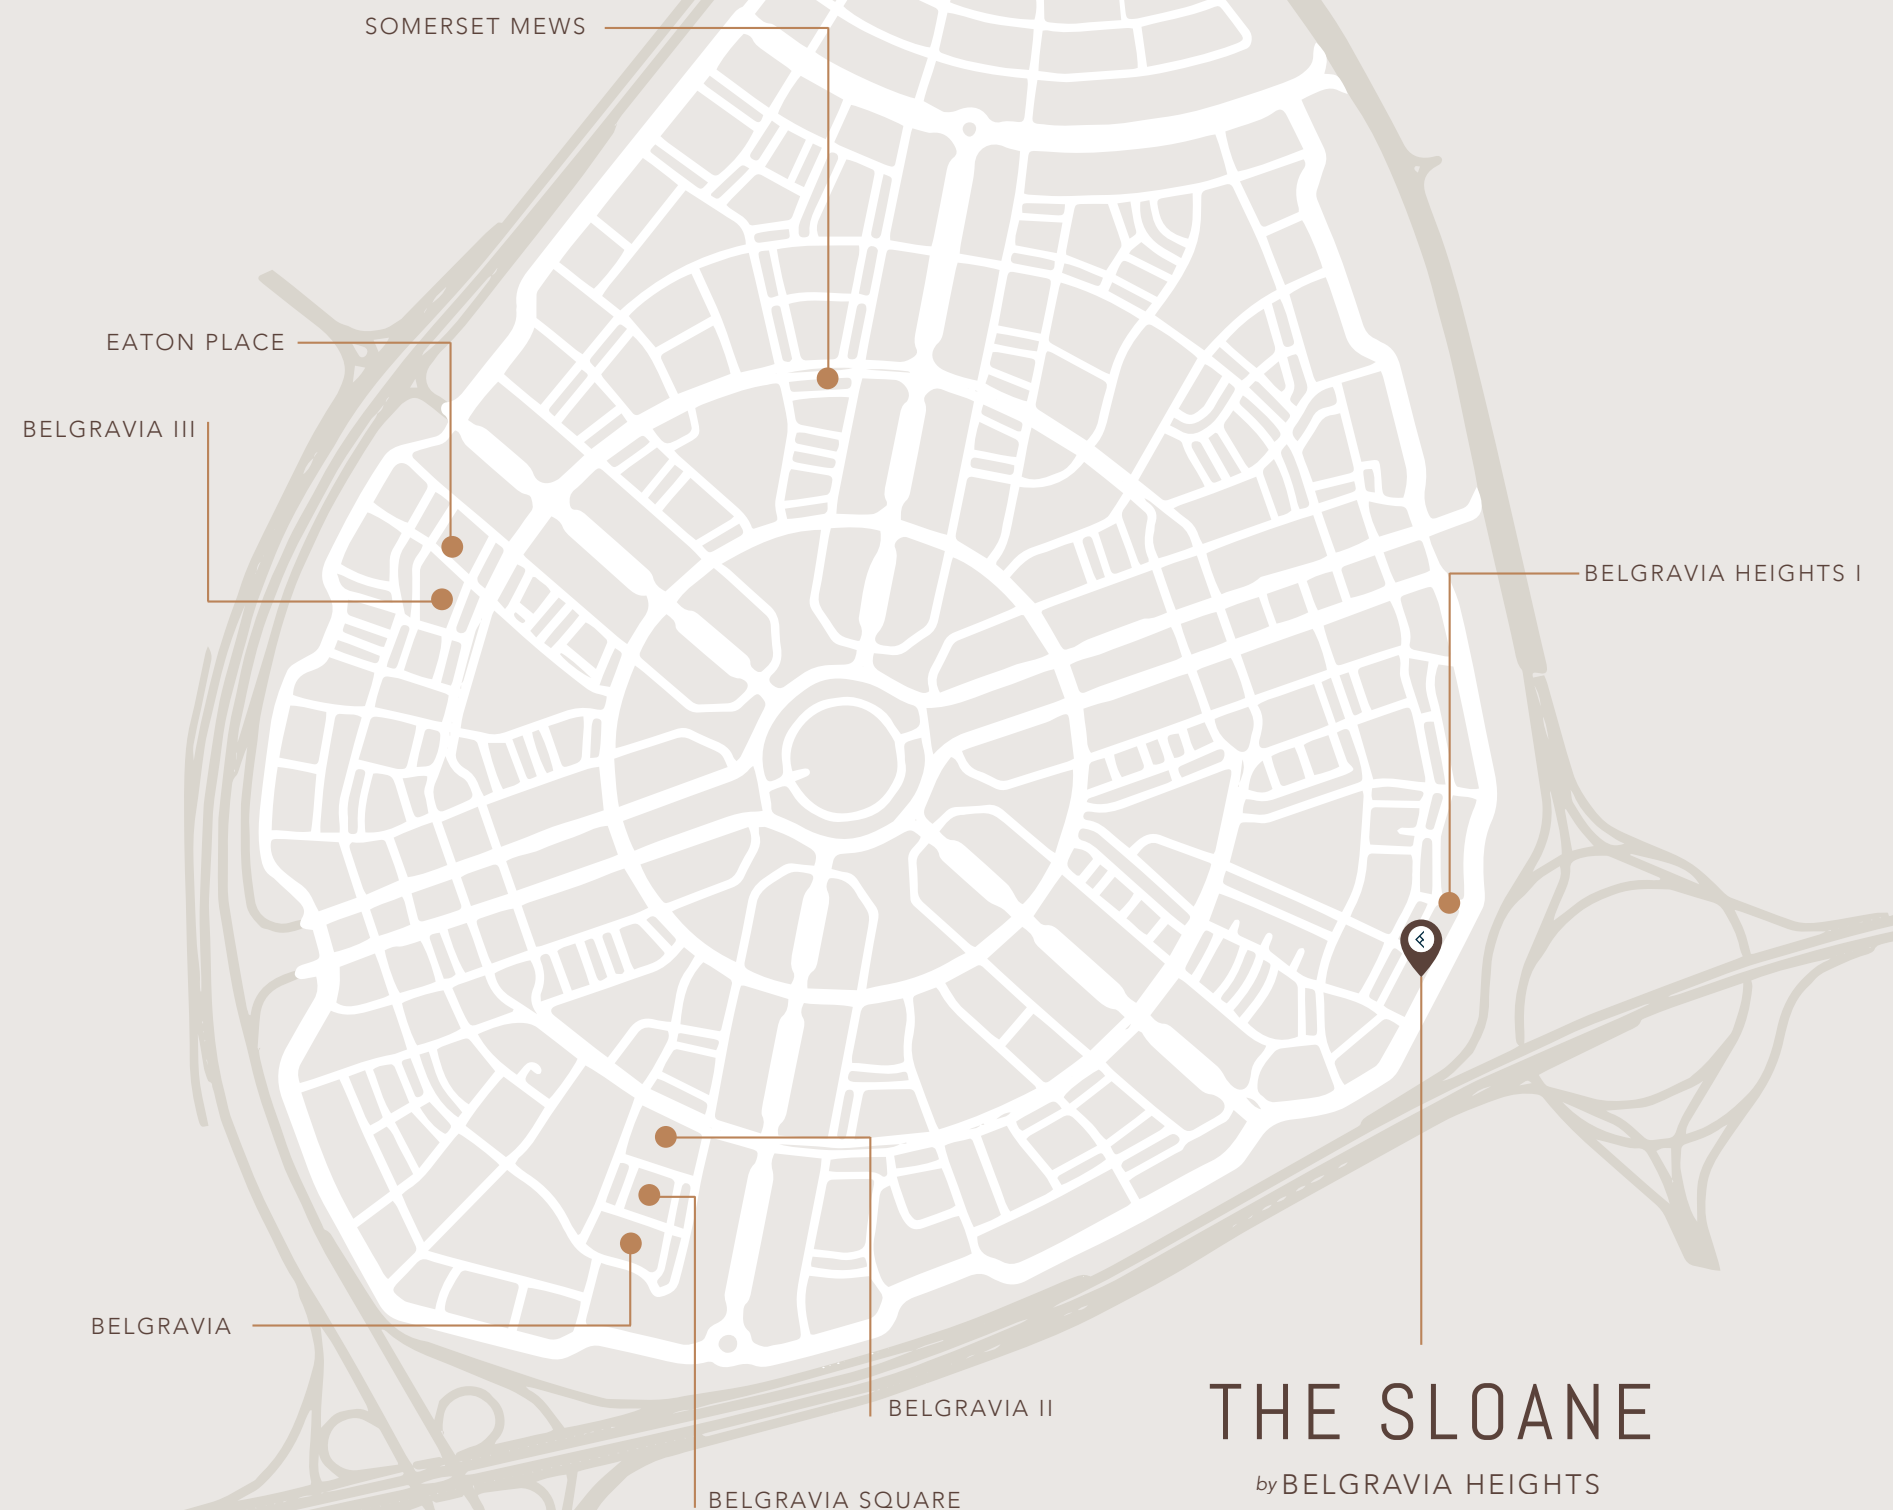 SOMERSET MEWS
EATON PLACE
BELGRAVIA III
BELGRAVIA HEIGHTS I
BELGRAVIA
BELGRAVIA II
THE SLOANE
by BELGRAVIA HEIGHTS
BELGRAVIA SQUARE